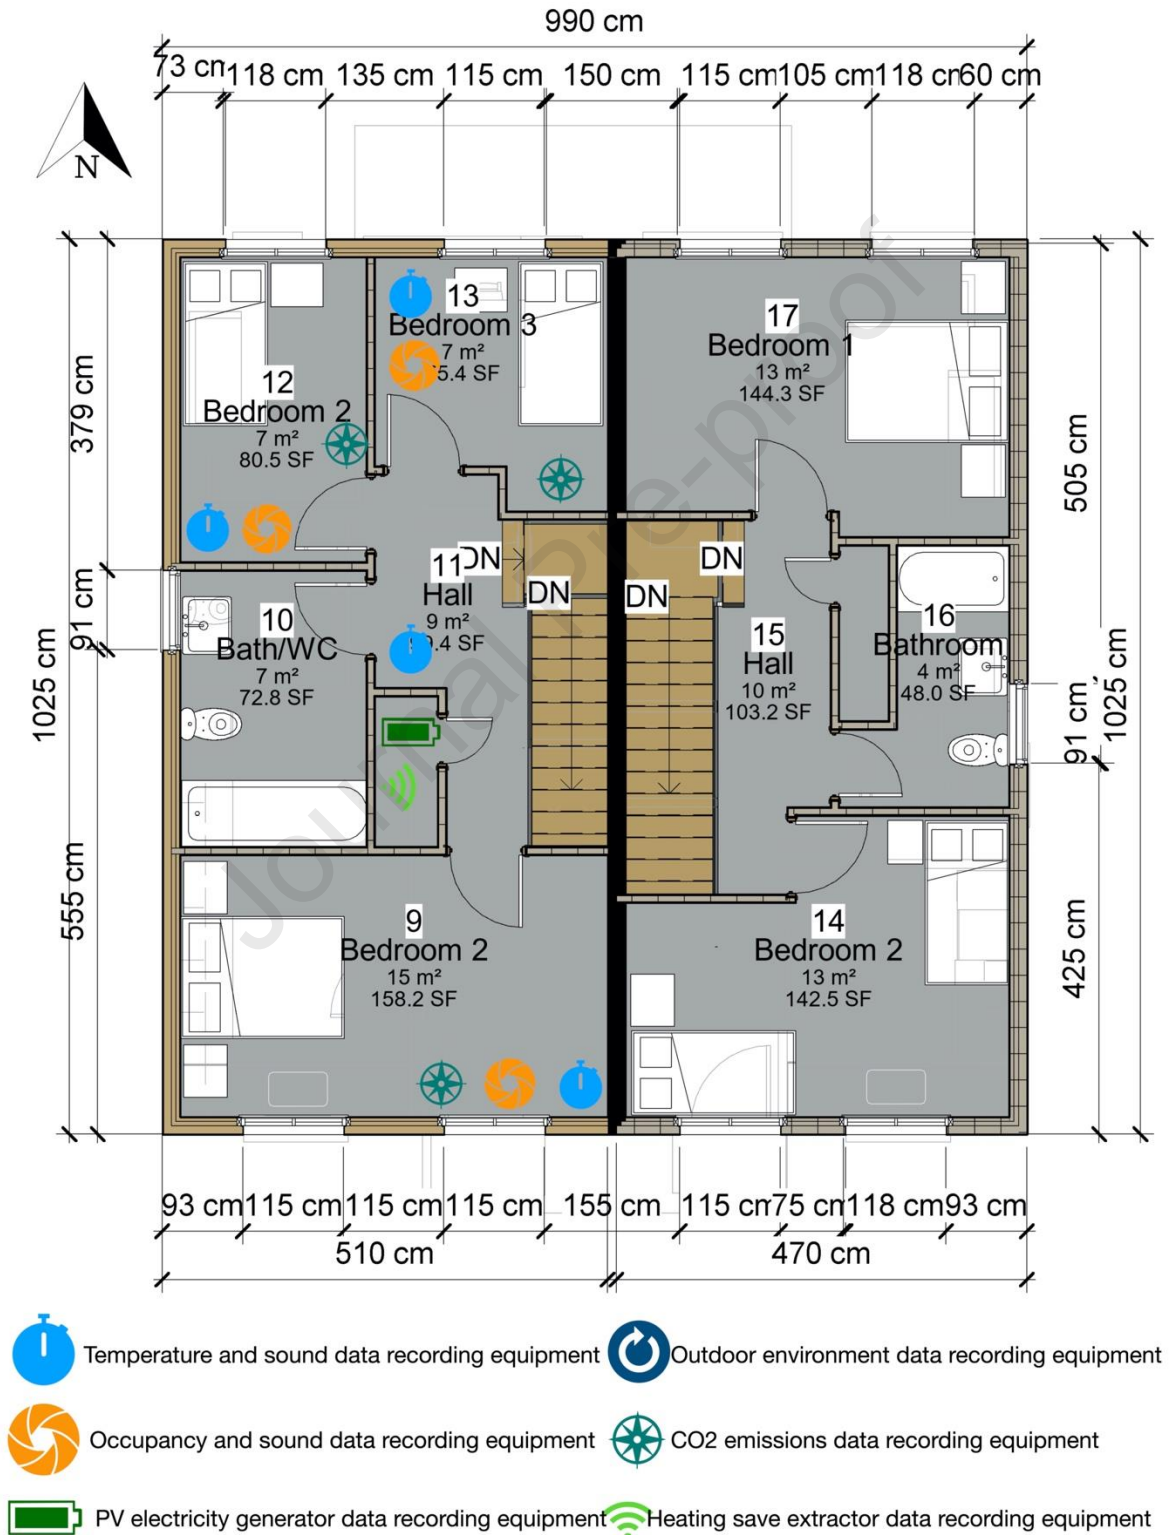 990 cm
73 cm 118 cm 135 cm 115 cm 150 cm 115 cm 105 cm 118 cm 60 cm
N
379 cm
91 cm
1025 cm
555 cm
505 cm
91 cm
1025 cm
425 cm
12
Bedroom 2
7 m²
80.5 SF
13
Bedroom 3
7 m²
5.4 SF
17
Bedroom 1
13 m²
144.3 SF
11
Hall
9 m²
9.4 SF
DN
DN
DN
DN
10
Bath/WC
7 m²
72.8 SF
15
Hall
10 m²
103.2 SF
16
Bathroom
4 m²
48.0 SF
9
Bedroom 2
15 m²
158.2 SF
14
Bedroom 2
13 m²
142.5 SF
Journal Pre-proof
93 cm 115 cm 115 cm 115 cm 155 cm 115 cm 75 cm 118 cm 93 cm
510 cm 470 cm
Temperature and sound data recording equipment
Outdoor environment data recording equipment
Occupancy and sound data recording equipment
CO2 emissions data recording equipment
PV electricity generator data recording equipment
Heating save extractor data recording equipment